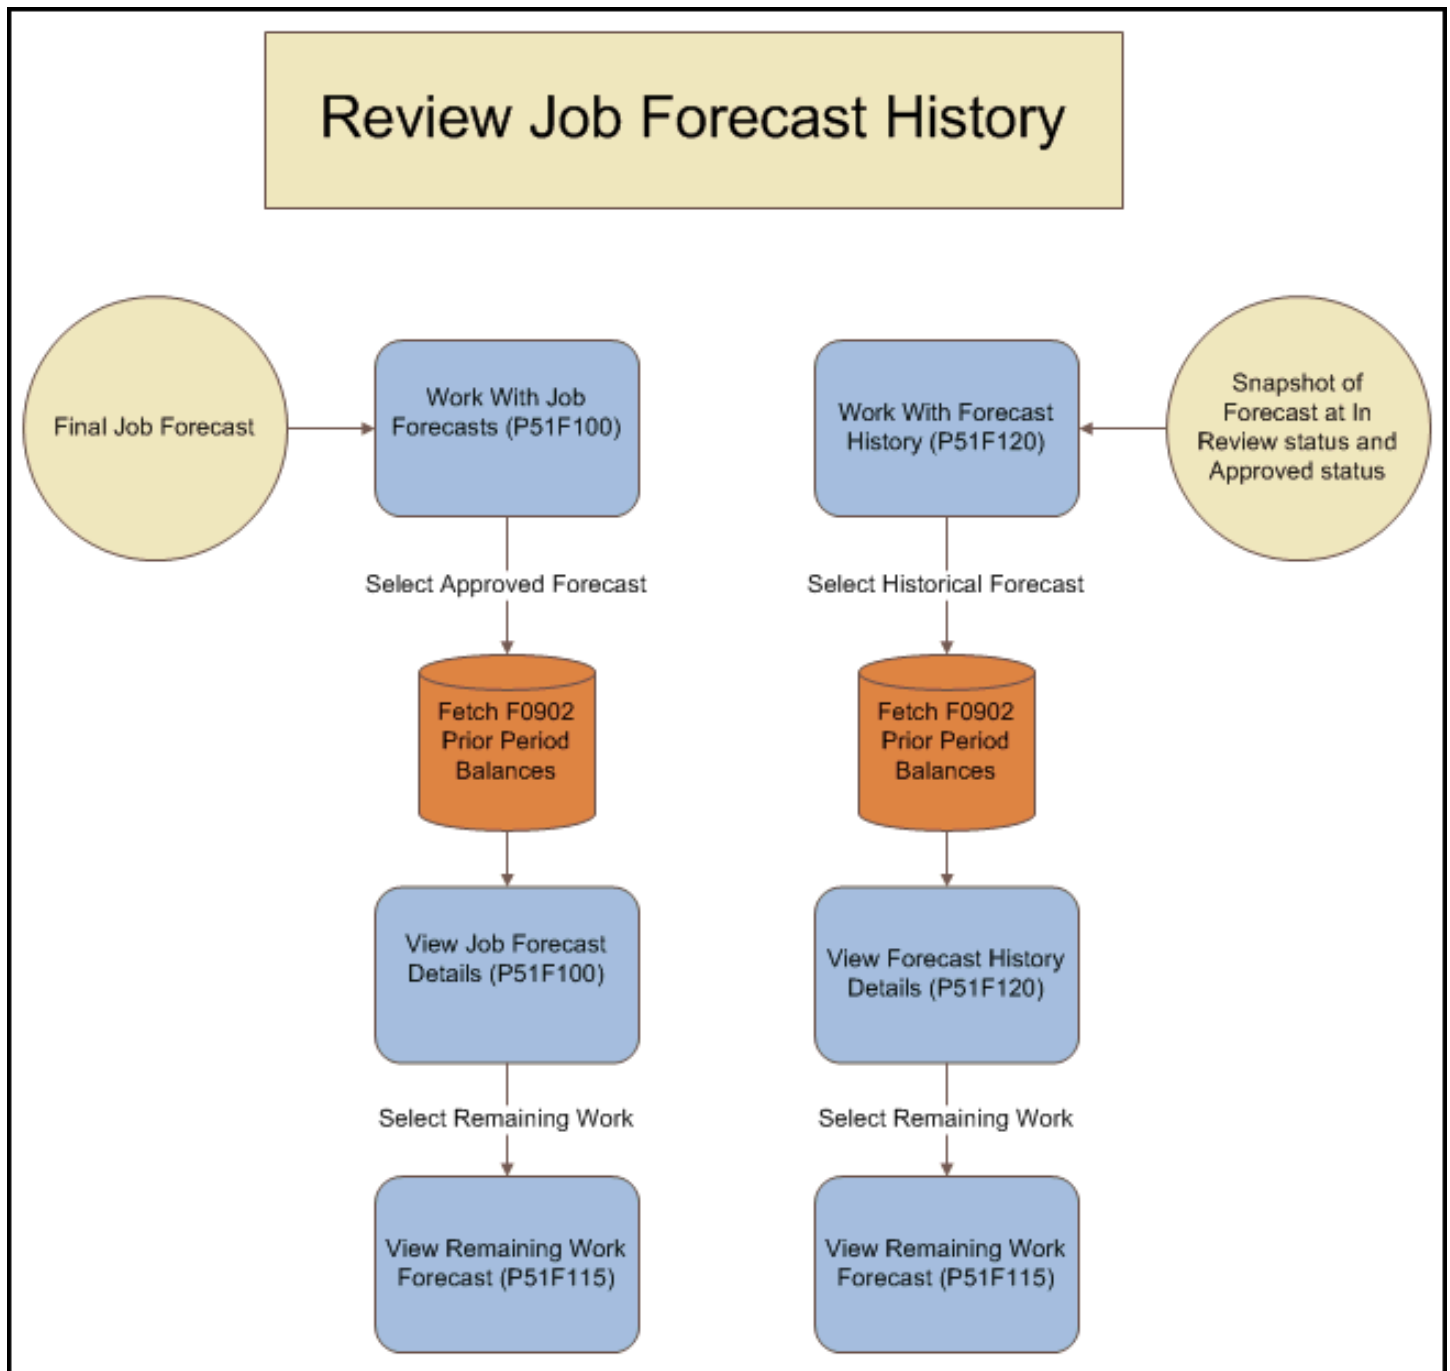 Review Job Forecast History
Final Job Forecast
Work With Job
Forecasts (P51F100)
Work With Forecast
History (P51F120)
Snapshot of
Forecast at In
Review status and
Approved status
Select Approved Forecast
Select Historical Forecast
Fetch F0902
Prior Period
Balances
Fetch F0902
Prior Period
Balances
View Job Forecast
Details (P51F100)
View Forecast History
Details (P51F120)
Select Remaining Work
Select Remaining Work
View Remaining Work
Forecast (P51F115)
View Remaining Work
Forecast (P51F115)